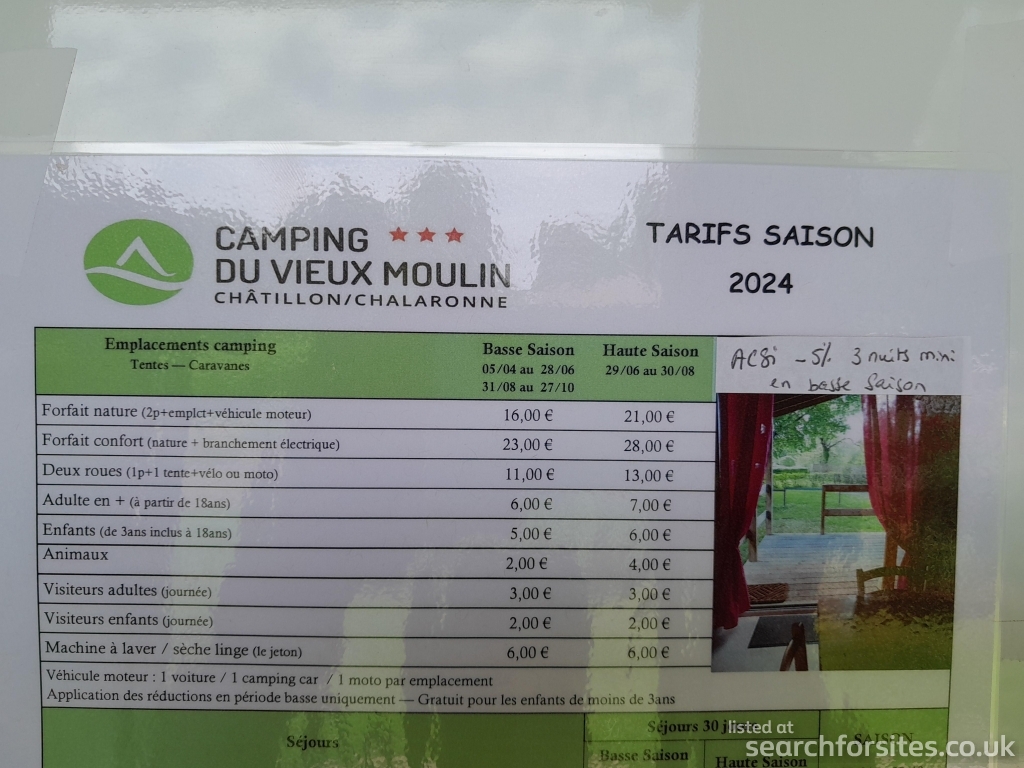 CAMPING ★★★
DU VIEUX MOULIN
CHÂTILLON/CHALARONNE
TARIFS SAISON
2024
Emplacements camping
Tentes — Caravanes
Basse Saison
05/04 au 28/06
31/08 au 27/10
Haute Saison
29/06 au 30/08
ACSi -5% 3 nuits mini
en basse saison
Forfait nature (2p+emplct+véhicule moteur) 16,00 € 21,00 €
Forfait confort (nature + branchement électrique) 23,00 € 28,00 €
Deux roues (1p+1 tente+vélo ou moto) 11,00 € 13,00 €
Adulte en + (à partir de 18ans) 6,00 € 7,00 €
Enfants (de 3ans inclus à 18ans) 5,00 € 6,00 €
Animaux 2,00 € 4,00 €
Visiteurs adultes (journée) 3,00 € 3,00 €
Visiteurs enfants (journée) 2,00 € 2,00 €
Machine à laver / sèche linge (le jeton) 6,00 € 6,00 €
Véhicule moteur : 1 voiture / 1 camping car / 1 moto par emplacement
Application des réductions en période basse uniquement — Gratuit pour les enfants de moins de 3ans
Séjours
Séjours 30
SAISON
Basse Saison
Haute Saison
listed at
searchforsites.co.uk